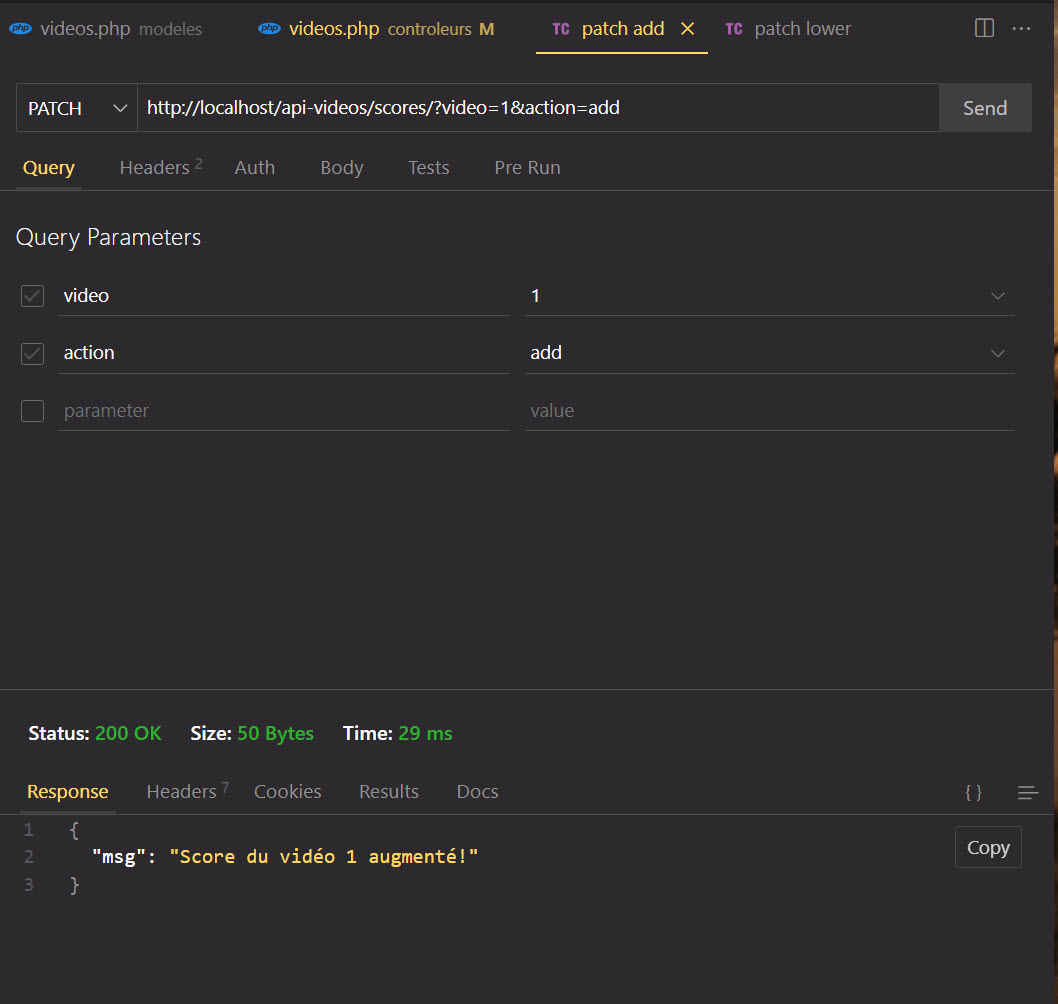 php videos.php modeles php videos.php controleurs M TC patch add TC patch lower
PATCH http://localhost/api-videos/scores/?video=1&action=add Send
Query Headers 2 Auth Body Tests Pre Run
Query Parameters
video 1
action add
parameter value
Status: 200 OK Size: 50 Bytes Time: 29 ms
Response Headers 7 Cookies Results Docs { }
1 {
2 "msg": "Score du vidéo 1 augmenté!"
3 }
Copy